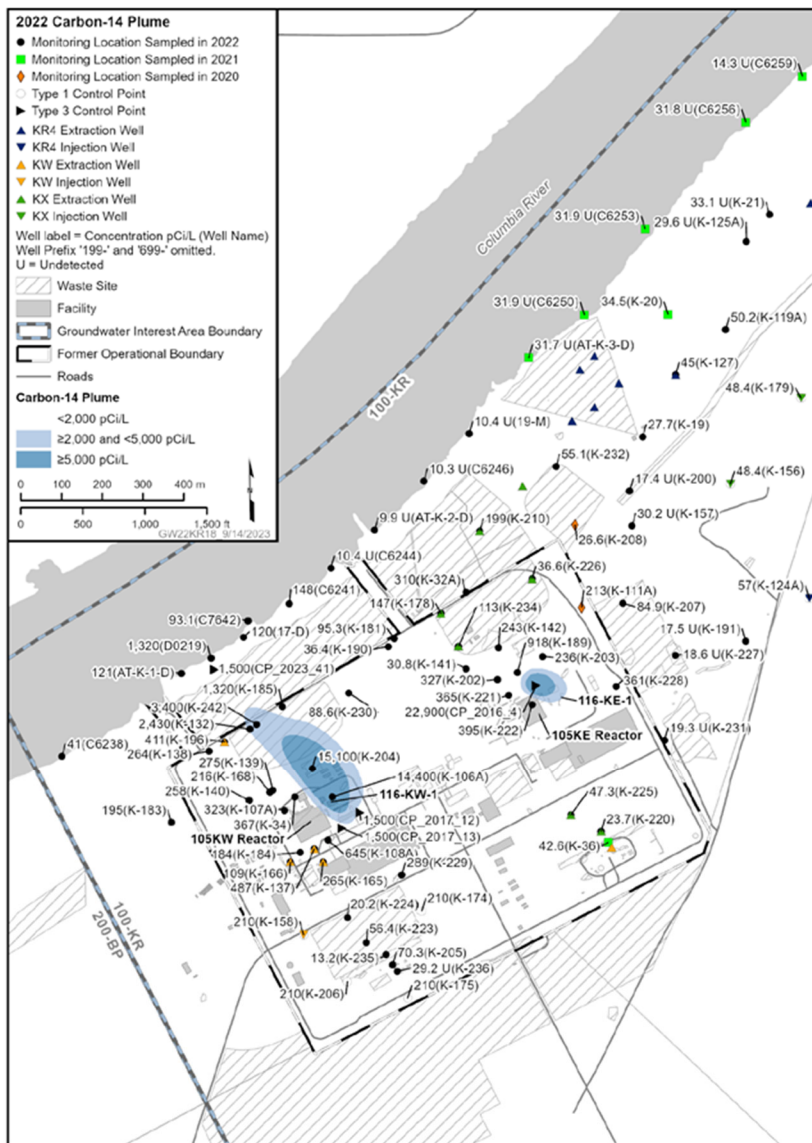 2022 Carbon-14 Plume
Monitoring Location Sampled in 2022
Monitoring Location Sampled in 2021
Monitoring Location Sampled in 2020
Type 1 Control Point
Type 3 Control Point
KR4 Extraction Well
KR4 Injection Well
KW Extraction Well
KW Injection Well
KX Extraction Well
KX Injection Well
Well label = Concentration pCi/L (Well Name)
Well Prefix '199-' and '699-' omitted.
U = Undetected
Waste Site
Facility
Groundwater Interest Area Boundary
Former Operational Boundary
Roads
Carbon-14 Plume
<2,000 pCi/L
≥2,000 and <5,000 pCi/L
≥5,000 pCi/L
0 100 200 300 400 m
0 500 1,000 1,500 ft
N
GW22KR18_9/14/2023
14.3 U(C6259)
31.8 U(C6256)
33.1 U(K-21)
31.9 U(C6253)
29.6 U(K-125A)
Columbia River
31.9 U(C6250)
34.5(K-20)
50.2(K-119A)
31.7 U(AT-K-3-D)
45(K-127)
100-KR
48.4(K-179)
10.4 U(19-M)
27.7(K-19)
55.1(K-232)
10.3 U(C6246)
17.4 U(K-200)
48.4(K-156)
9.9 U(AT-K-2-D)
199(K-210)
30.2 U(K-157)
26.6(K-208)
10.4 U(C6244)
36.6(K-226)
310(K-32A)
213(K-111A)
57(K-124A)
148(C6241)
147(K-178)
84.9(K-207)
93.1(C7642)
113(K-234)
95.3(K-181)
243(K-142)
120(17-D)
17.5 U(K-191)
36.4(K-190)
918(K-189)
1,320(D0219)
236(K-203)
18.6 U(K-227)
1,500(CP_2023_41)
30.8(K-141)
121(AT-K-1-D)
327(K-202)
361(K-228)
1,320(K-185)
365(K-221)
116-KE-1
3,400(K-242)
88.6(K-230)
22,900(CP_2016_4)
2,430(K-132)
395(K-222)
105KE Reactor
19.3 U(K-231)
411(K-196)
41(C6238)
264(K-138)
15,100(K-204)
275(K-139)
14,400(K-106A)
216(K-168)
116-KW-1
258(K-140)
47.3(K-225)
323(K-107A)
1,500(CP_2017_12)
195(K-183)
367(K-34)
23.7(K-220)
1,500(CP_2017_13)
105KW Reactor
42.6(K-36)
184(K-184)
645(K-108A)
109(K-166)
289(K-229)
487(K-137)
265(K-165)
20.2(K-224)
210(K-174)
210(K-158)
56.4(K-223)
100-KR
200-BP
13.2(K-235)
70.3(K-205)
29.2 U(K-236)
210(K-206)
210(K-175)